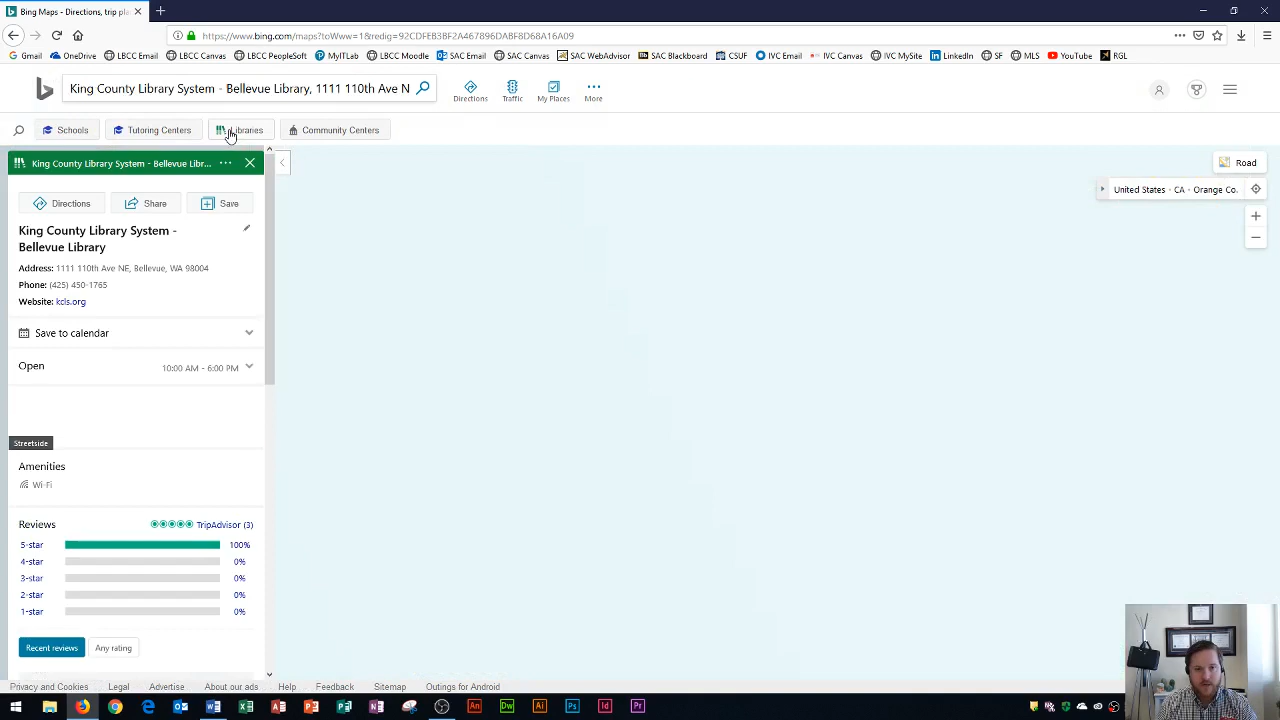 Bing Maps - Directions, trip pla
https://www.bing.com/maps?toWww=1&redig=92CDFEB3BF2A467896DABF8D68A16A09
Gmail
OneDrive
LBCC Email
LBCC Canvas
LBCC PeopleSoft
MyITLab
LBCC Moodle
SAC Email
SAC Canvas
SAC WebAdvisor
SAC Blackboard
CSUF
IVC Email
IVC Canvas
IVC MySite
LinkedIn
SF
MLS
YouTube
RGL
King County Library System - Bellevue Library, 1111 110th Ave N
Directions
Traffic
My Places
More
Schools
Tutoring Centers
Libraries
Community Centers
King County Library System - Bellevue Libr...
Road
United States · CA · Orange Co.
Directions
Share
Save
King County Library System -
Bellevue Library
Address: 1111 110th Ave NE, Bellevue, WA 98004
Phone: (425) 450-1765
Website: kcls.org
Save to calendar
Open
10:00 AM - 6:00 PM
Streetside
Amenities
Wi-Fi
Reviews
TripAdvisor (3)
5-star 100%
4-star 0%
3-star 0%
2-star 0%
1-star 0%
Recent reviews
Any rating
Privacy and Cookies
Legal
Advertise
About our ads
Help
Feedback
Sitemap
Outings for Android
An
Dw
Ai
Ps
Id
Pr